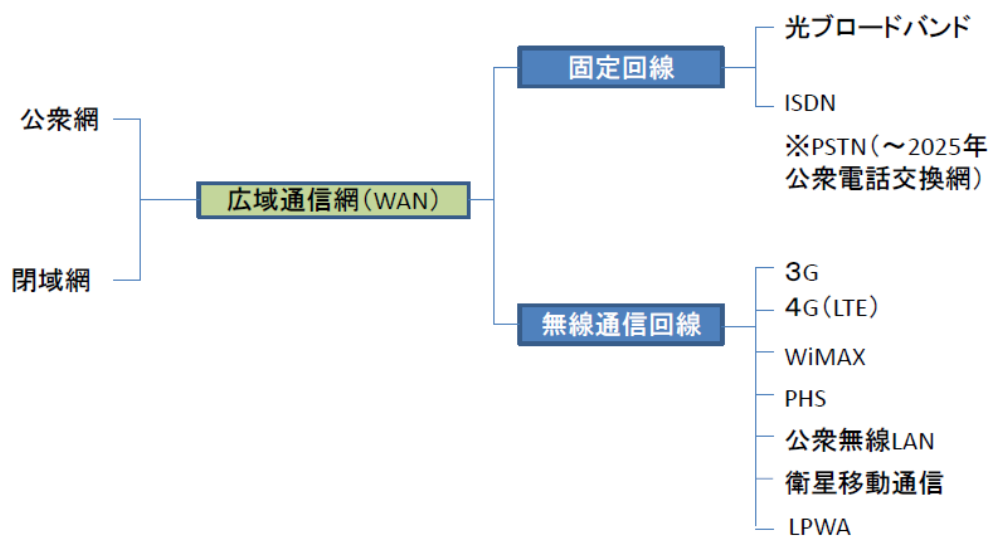 公衆網
閉域網
広域通信網(WAN)
固定回線
光ブロードバンド
ISDN
※PSTN(~2025年
公衆電話交換網)
無線通信回線
3G
4G(LTE)
WiMAX
PHS
公衆無線LAN
衛星移動通信
LPWA